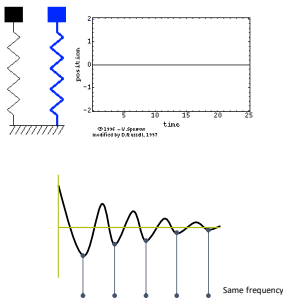 2
1
0
-1
-2
position
5 10 15 20 25
time
© 1996 - V.Sparrow
modified by D.Russell, 1997
Same frequency